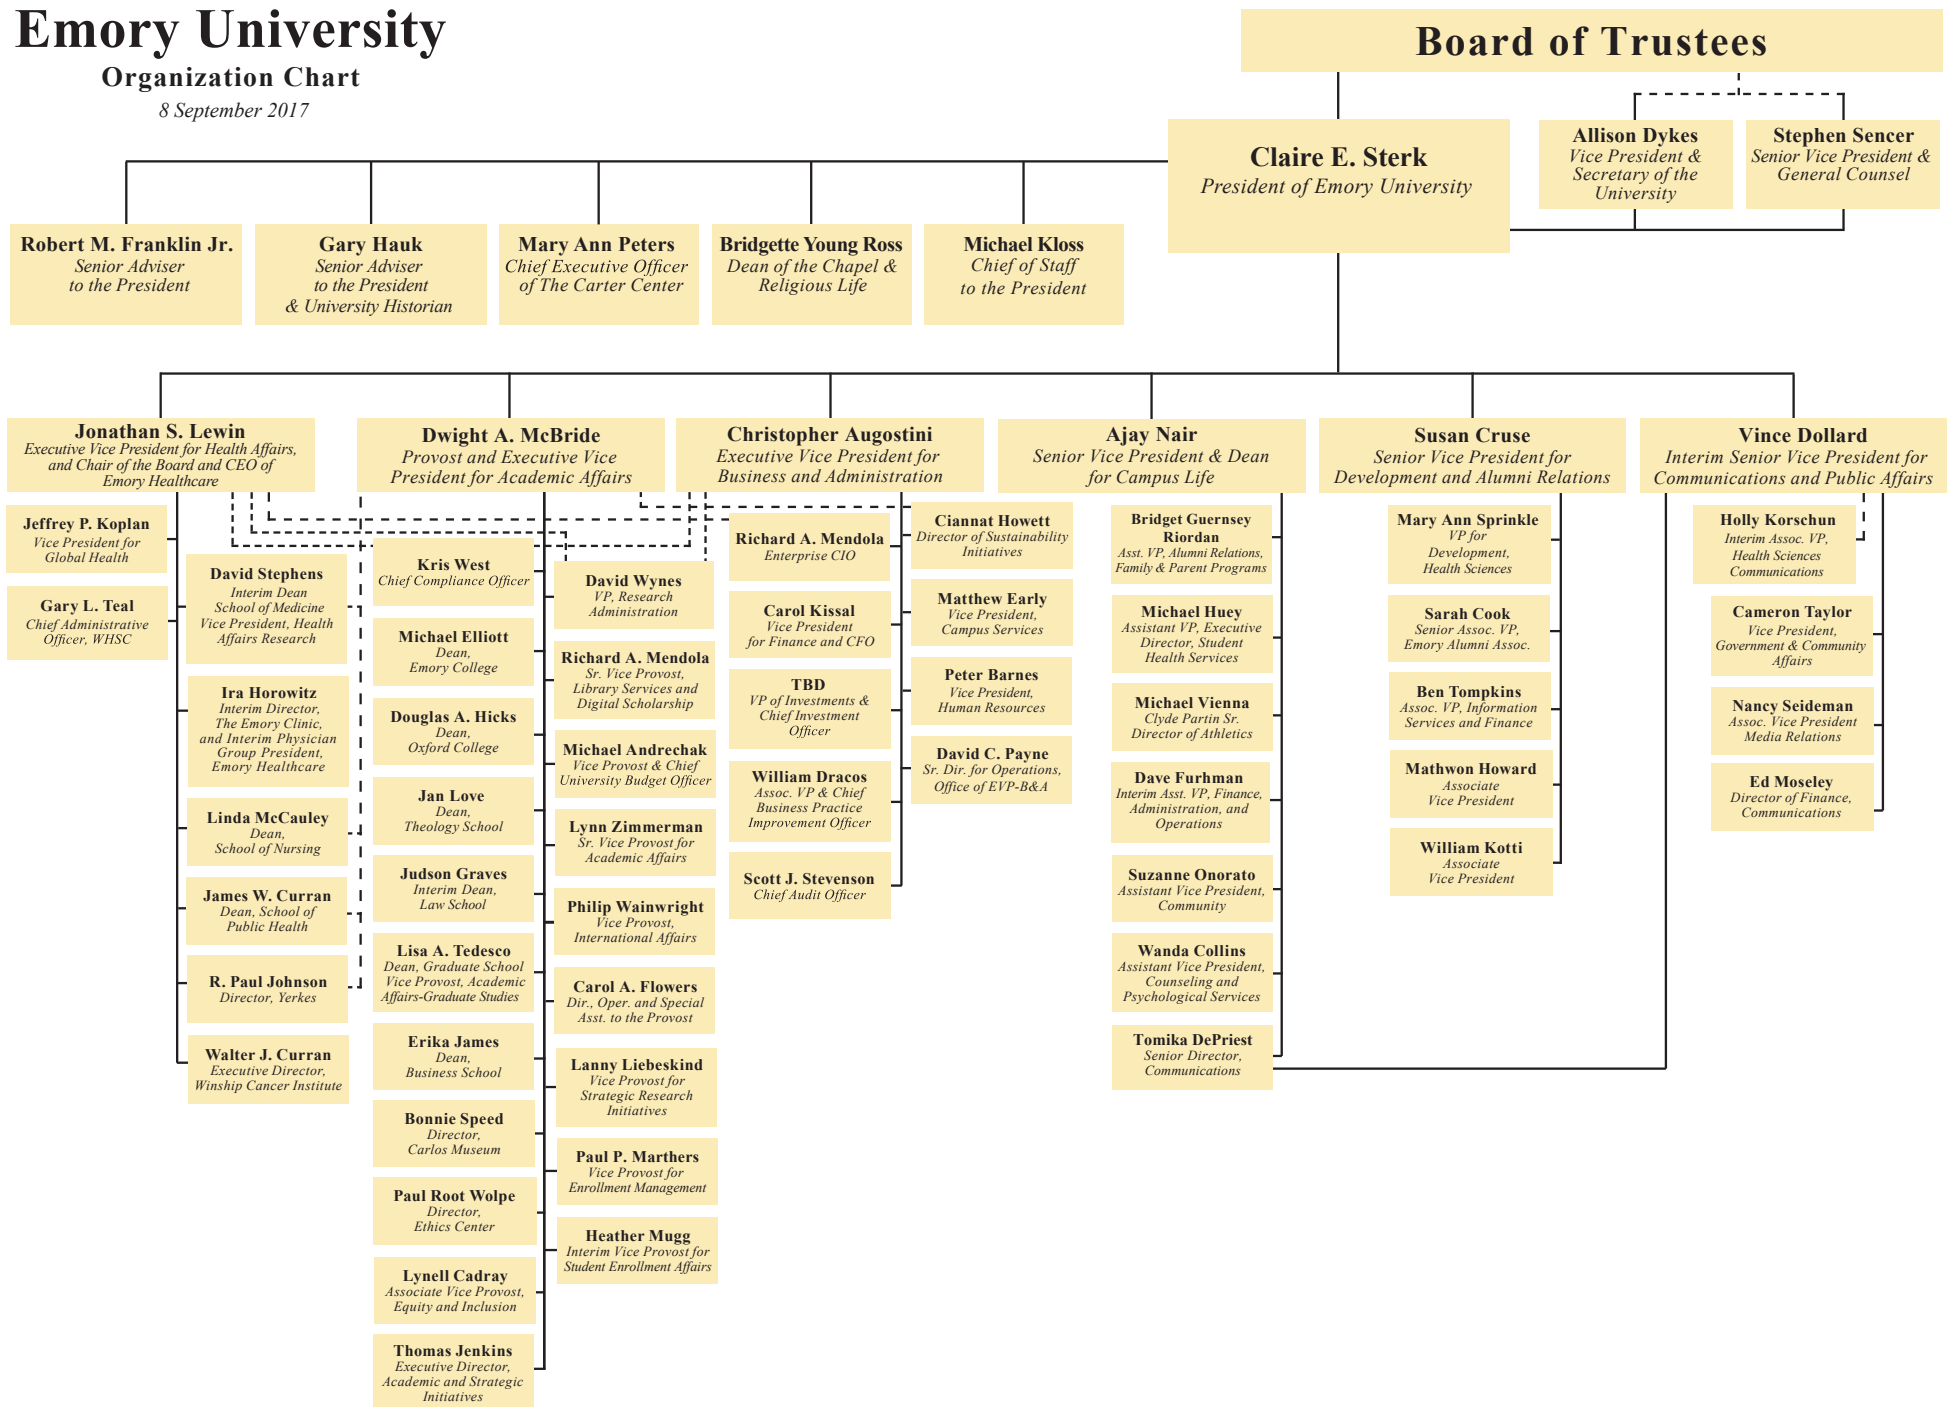 Emory University
Organization Chart
8 September 2017
Board of Trustees
Claire E. Sterk
President of Emory University
Allison Dykes
Vice President &
Secretary of the
University
Stephen Sencer
Senior Vice President &
General Counsel
Robert M. Franklin Jr.
Senior Adviser
to the President
Gary Hauk
Senior Adviser
to the President
& University Historian
Mary Ann Peters
Chief Executive Officer
of The Carter Center
Bridgette Young Ross
Dean of the Chapel &
Religious Life
Michael Kloss
Chief of Staff
to the President
Jonathan S. Lewin
Executive Vice President for Health Affairs,
and Chair of the Board and CEO of
Emory Healthcare
Jeffrey P. Koplan
Vice President for
Global Health
Gary L. Teal
Chief Administrative
Officer, WHSC
David Stephens
Interim Dean
School of Medicine
Vice President, Health
Affairs Research
Ira Horowitz
Interim Director,
The Emory Clinic,
and Interim Physician
Group President,
Emory Healthcare
Linda McCauley
Dean,
School of Nursing
James W. Curran
Dean, School of
Public Health
R. Paul Johnson
Director, Yerkes
Walter J. Curran
Executive Director,
Winship Cancer Institute
Dwight A. McBride
Provost and Executive Vice
President for Academic Affairs
Kris West
Chief Compliance Officer
Michael Elliott
Dean,
Emory College
Douglas A. Hicks
Dean,
Oxford College
Jan Love
Dean,
Theology School
Judson Graves
Interim Dean,
Law School
Lisa A. Tedesco
Dean, Graduate School
Vice Provost, Academic
Affairs-Graduate Studies
Erika James
Dean,
Business School
Bonnie Speed
Director,
Carlos Museum
Paul Root Wolpe
Director,
Ethics Center
Lynell Cadray
Associate Vice Provost,
Equity and Inclusion
Thomas Jenkins
Executive Director,
Academic and Strategic
Initiatives
David Wynes
VP, Research
Administration
Richard A. Mendola
Sr. Vice Provost,
Library Services and
Digital Scholarship
Michael Andrechak
Vice Provost & Chief
University Budget Officer
Lynn Zimmerman
Sr. Vice Provost for
Academic Affairs
Philip Wainwright
Vice Provost,
International Affairs
Carol A. Flowers
Dir., Oper. and Special
Asst. to the Provost
Lanny Liebeskind
Vice Provost for
Strategic Research
Initiatives
Paul P. Marthers
Vice Provost for
Enrollment Management
Heather Mugg
Interim Vice Provost for
Student Enrollment Affairs
Christopher Augostini
Executive Vice President for
Business and Administration
Richard A. Mendola
Enterprise CIO
Carol Kissal
Vice President
for Finance and CFO
TBD
VP of Investments &
Chief Investment
Officer
William Dracos
Assoc. VP & Chief
Business Practice
Improvement Officer
Scott J. Stevenson
Chief Audit Officer
Ciannat Howett
Director of Sustainability
Initiatives
Matthew Early
Vice President,
Campus Services
Peter Barnes
Vice President,
Human Resources
David C. Payne
Sr. Dir. for Operations,
Office of EVP-B&A
Ajay Nair
Senior Vice President & Dean
for Campus Life
Bridget Guernsey
Riordan
Asst. VP, Alumni Relations,
Family & Parent Programs
Michael Huey
Assistant VP, Executive
Director, Student
Health Services
Michael Vienna
Clyde Partin Sr.
Director of Athletics
Dave Furhman
Interim Asst. VP, Finance,
Administration, and
Operations
Suzanne Onorato
Assistant Vice President,
Community
Wanda Collins
Assistant Vice President,
Counseling and
Psychological Services
Tomika DePriest
Senior Director,
Communications
Susan Cruse
Senior Vice President for
Development and Alumni Relations
Mary Ann Sprinkle
VP for
Development,
Health Sciences
Sarah Cook
Senior Assoc. VP,
Emory Alumni Assoc.
Ben Tompkins
Assoc. VP, Information
Services and Finance
Mathwon Howard
Associate
Vice President
William Kotti
Associate
Vice President
Vince Dollard
Interim Senior Vice President for
Communications and Public Affairs
Holly Korschun
Interim Assoc. VP,
Health Sciences
Communications
Cameron Taylor
Vice President,
Government & Community
Affairs
Nancy Seideman
Assoc. Vice President
Media Relations
Ed Moseley
Director of Finance,
Communications